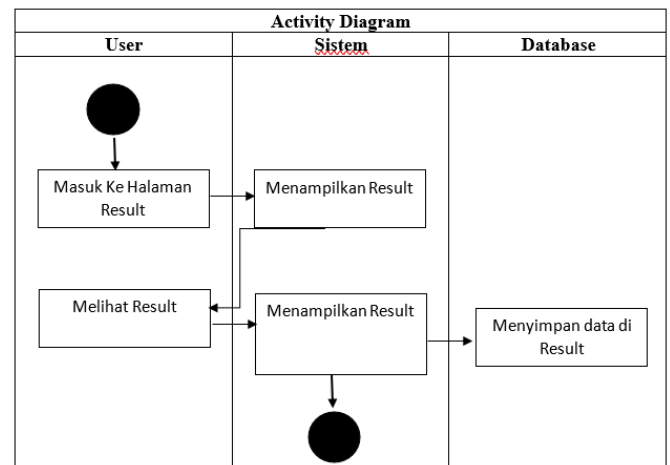 Activity Diagram
User
Sistem
Database
Masuk Ke Halaman
Result
Menampilkan Result
Melihat Result
Menampilkan Result
Menyimpan data di
Result